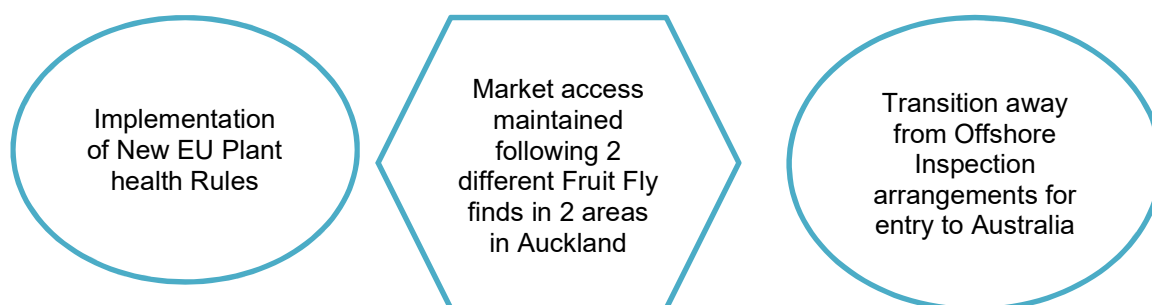 Implementation
of New EU Plant
health Rules
Market access
maintained
following 2
different Fruit Fly
finds in 2 areas
in Auckland
Transition away
from Offshore
Inspection
arrangements for
entry to Australia